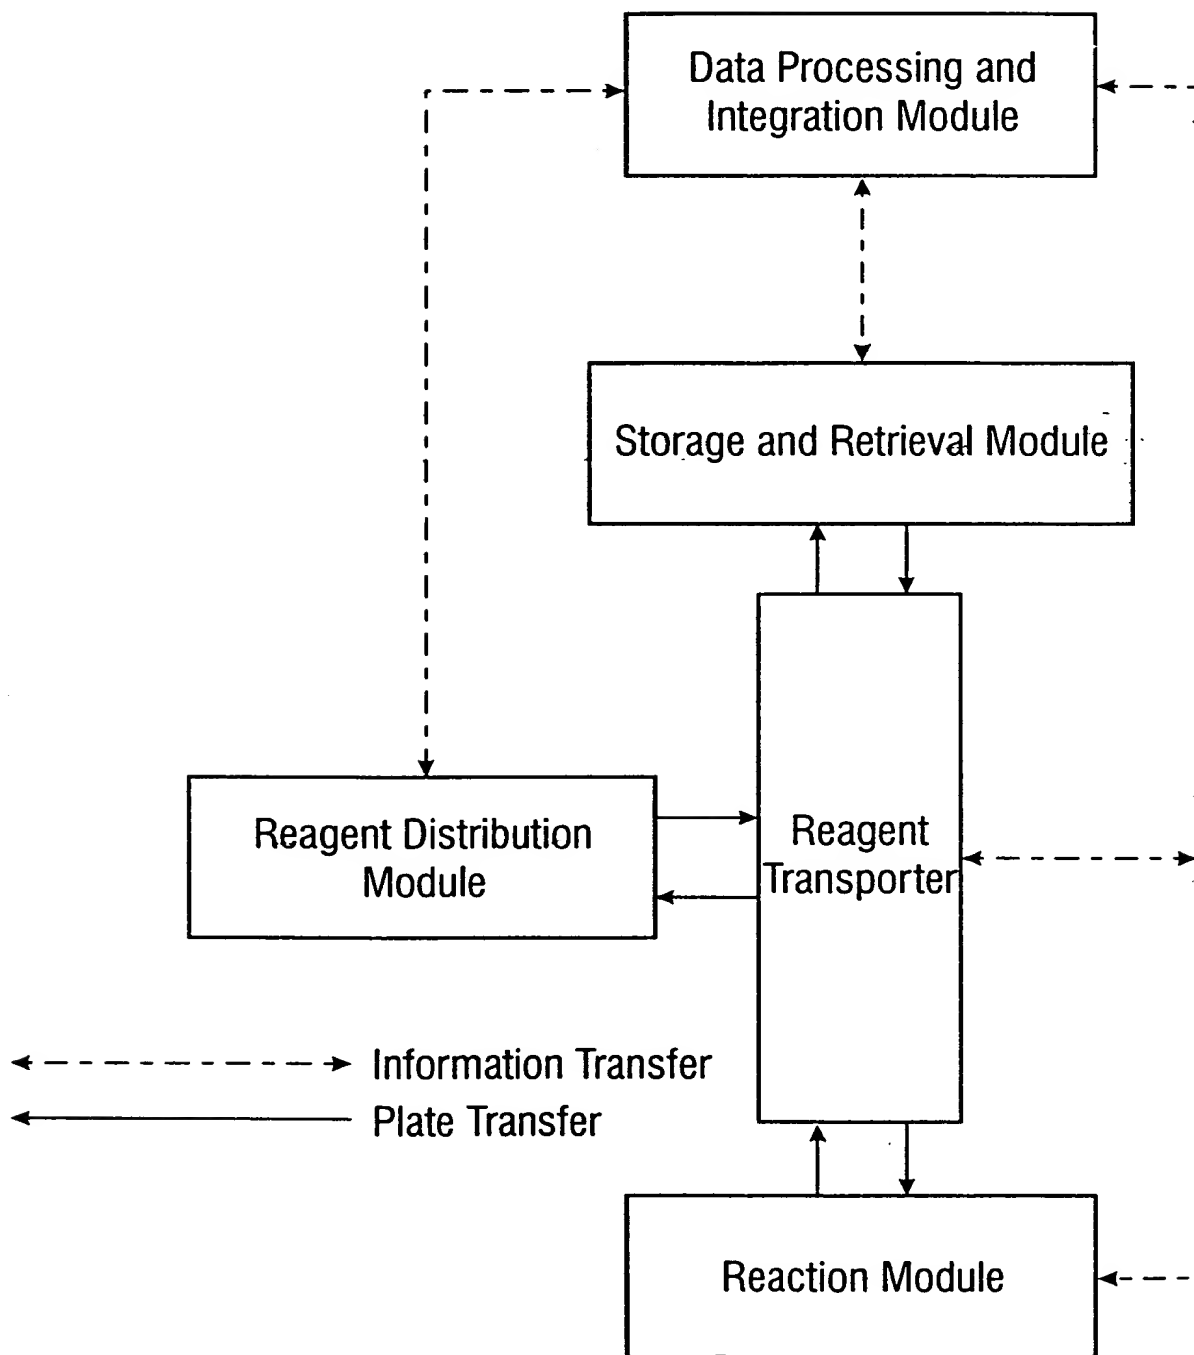 Data Processing and
Integration Module
Storage and Retrieval Module
Reagent Distribution
Module
Reagent
Transporter
Information Transfer
Plate Transfer
Reaction Module